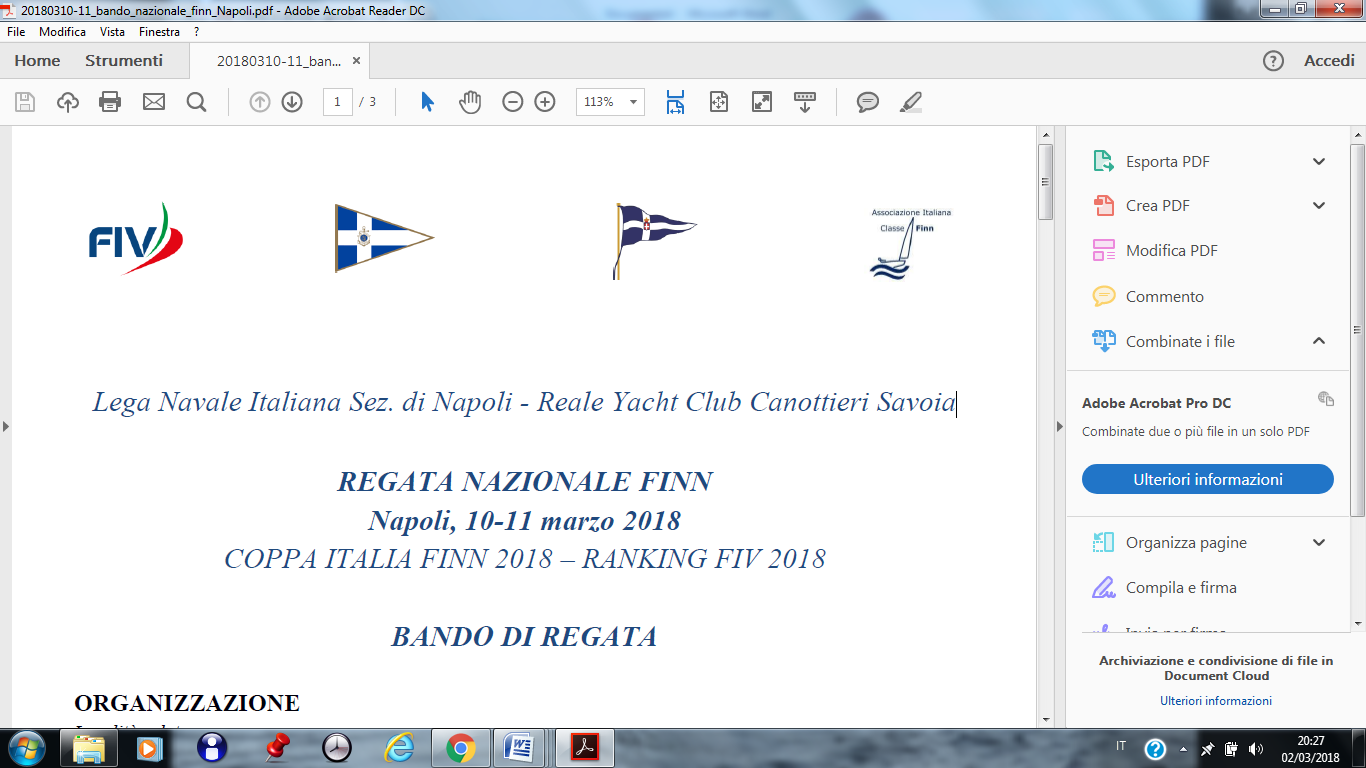 20180310-11_bando_nazionale_finn_Napoli.pdf - Adobe Acrobat Reader DC
File Modifica Vista Finestra ?
Home Strumenti 20180310-11_ban... × Accedi
1 / 3 113%
FIV
Associazione Italiana
Classe Finn
Lega Navale Italiana Sez. di Napoli - Reale Yacht Club Canottieri Savoia
REGATA NAZIONALE FINN
Napoli, 10-11 marzo 2018
COPPA ITALIA FINN 2018 – RANKING FIV 2018
BANDO DI REGATA
ORGANIZZAZIONE
Esporta PDF
Crea PDF
Modifica PDF
Commento
Combinate i file
Adobe Acrobat Pro DC
Combinate due o più file in un solo PDF
Ulteriori informazioni
Organizza pagine
Compila e firma
Archiviazione e condivisione di file in
Document Cloud
Ulteriori informazioni
IT
20:27
02/03/2018